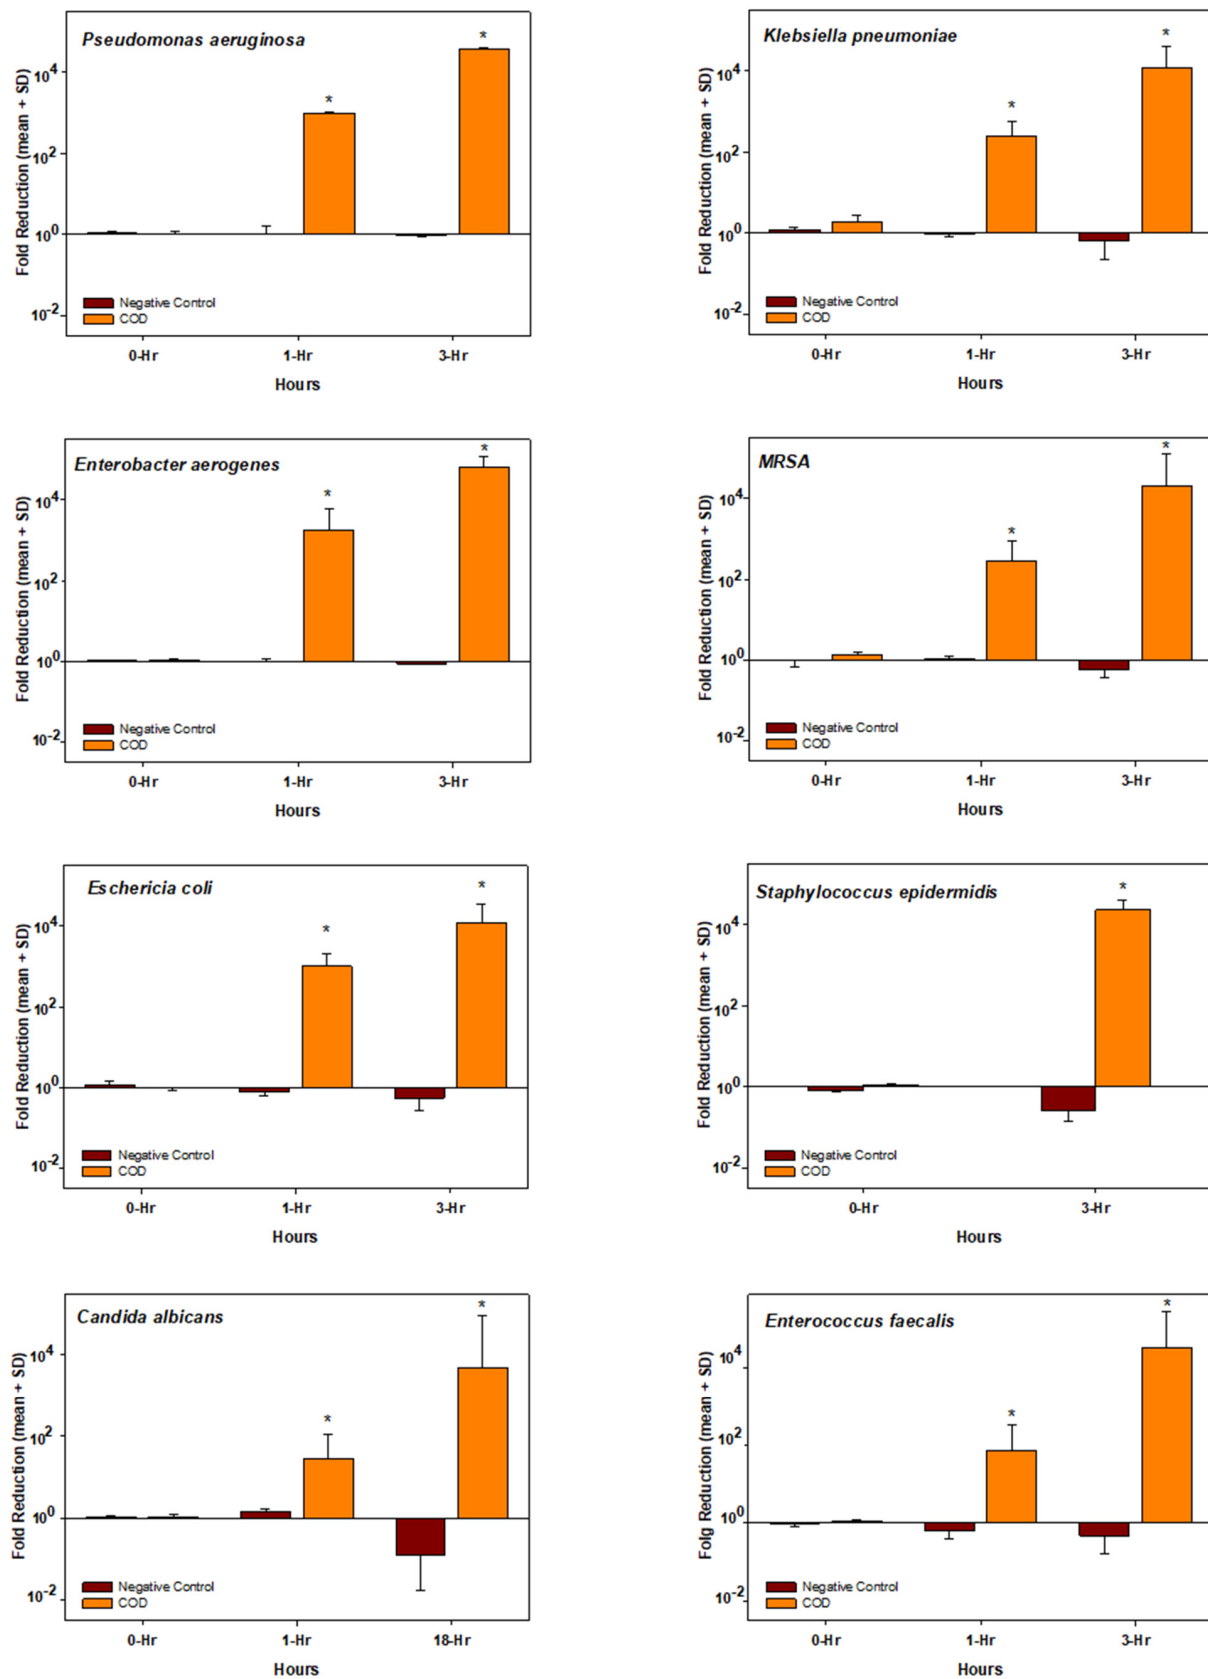 Pseudomonas aeruginosa
Fold Reduction (mean + SD)
10^4
10^2
10^0
10^-2
*
*
Negative Control
COD
0-Hr 1-Hr 3-Hr
Hours
Klebsiella pneumoniae
Fold Reduction (mean + SD)
10^4
10^2
10^0
10^-2
*
*
Negative Control
COD
0-Hr 1-Hr 3-Hr
Hours
Enterobacter aerogenes
Fold Reduction (mean + SD)
10^4
10^2
10^0
10^-2
*
*
Negative Control
COD
0-Hr 1-Hr 3-Hr
Hours
MRSA
Fold Reduction (mean + SD)
10^4
10^2
10^0
10^-2
*
*
Negative Control
COD
0-Hr 1-Hr 3-Hr
Hours
Eschericia coli
Fold Reduction (mean + SD)
10^4
10^2
10^0
10^-2
*
*
Negative Control
COD
0-Hr 1-Hr 3-Hr
Hours
Staphylococcus epidermidis
Fold Reduction (mean + SD)
10^4
10^2
10^0
10^-2
*
Negative Control
COD
0-Hr 3-Hr
Hours
Candida albicans
Fold Reduction (mean + SD)
10^4
10^2
10^0
10^-2
*
*
Negative Control
COD
0-Hr 1-Hr 18-Hr
Hours
Enterococcus faecalis
Folg Reduction (mean + SD)
10^4
10^2
10^0
10^-2
*
*
Negative Control
COD
0-Hr 1-Hr 3-Hr
Hours